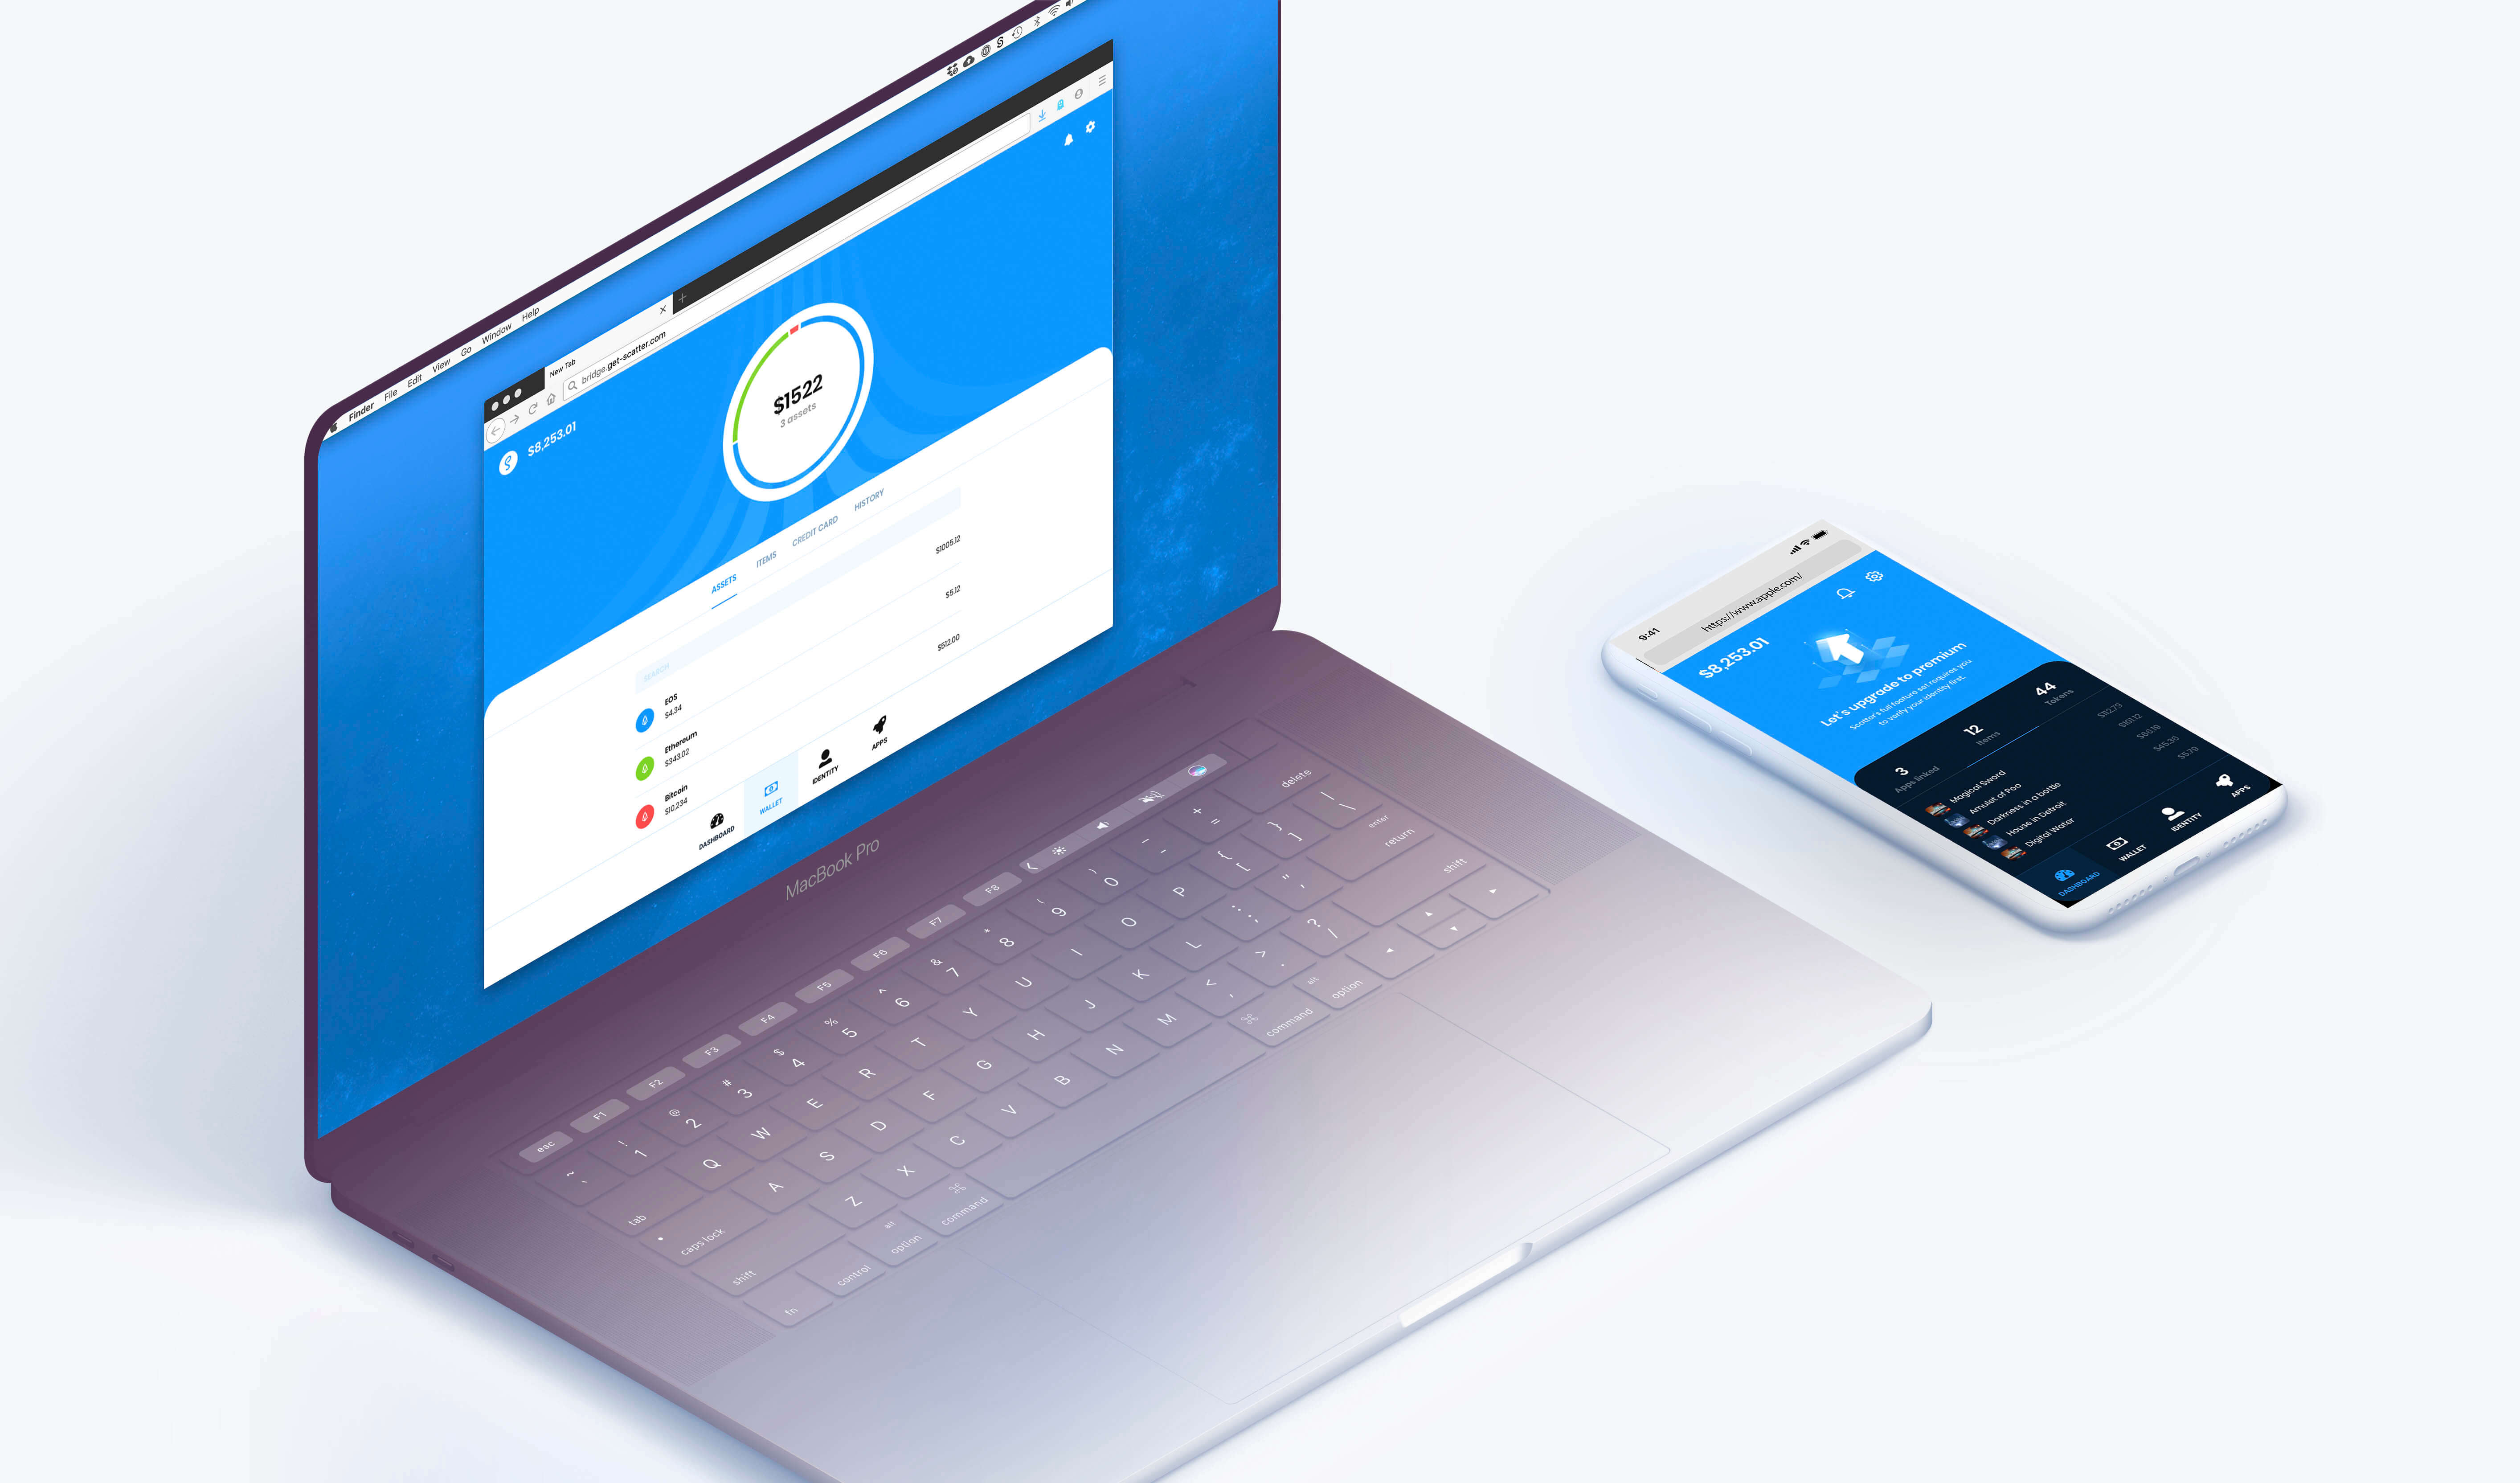 Finder File Edit View Go Window Help
New Tab
bridge.get-scatter.com
$8,253.01
$1522
3 assets
ASSETS ITEMS CREDIT CARD HISTORY
SEARCH
EOS
$4.34
$1005.12
Ethereum
$343.02
$5.12
Bitcoin
$10,234
$512.00
DASHBOARD WALLET IDENTITY APPS
MacBook Pro
esc F1 F2 F3 F4 F5 F6 F7 F8
~ ! @ # $ % ^ & * ( ) _ +
` 1 2 3 4 5 6 7 8 9 0 - = delete
tab Q W E R T Y U I O P { [ } ] | \
caps lock A S D F G H J K L : ; " ' enter return
shift Z X C V B N M < , > . ? / shift
fn control alt option ⌘ command ⌘ command alt option
9:41
https://www.apple.com/
$8,253.01
Let's upgrade to premium
Scatter's full feature set requires you
to verify your identity first.
3 12 44
Apps linked Items Tokens
Magical Sword $112.79
Amulet of Poo $101.12
Darkness in a bottle $66.19
House in Detroit $45.30
Digital Water $5.79
DASHBOARD WALLET IDENTITY APPS